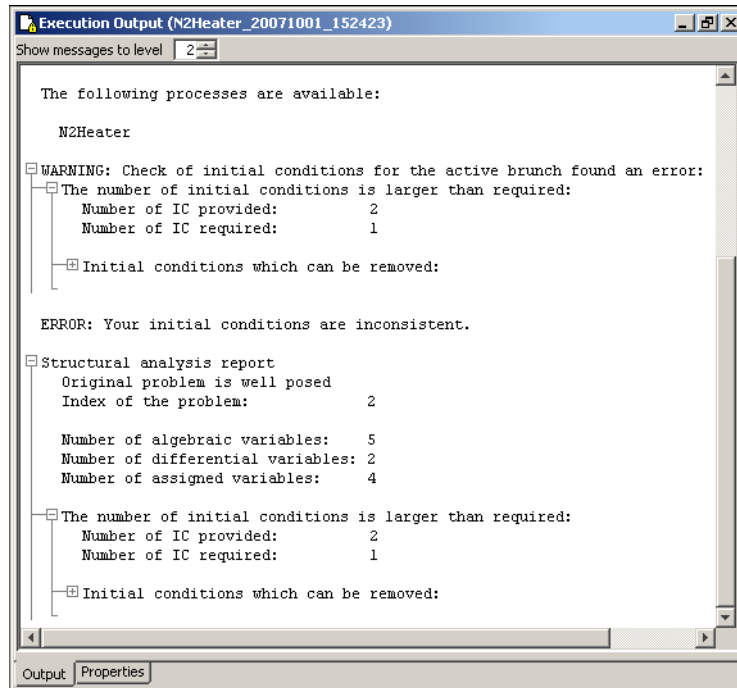 Execution Output (N2Heater_20071001_152423)
Show messages to level 2
The following processes are available:
N2Heater
WARNING: Check of initial conditions for the active brunch found an error:
The number of initial conditions is larger than required:
Number of IC provided: 2
Number of IC required: 1
Initial conditions which can be removed:
ERROR: Your initial conditions are inconsistent.
Structural analysis report
Original problem is well posed
Index of the problem: 2
Number of algebraic variables: 5
Number of differential variables: 2
Number of assigned variables: 4
The number of initial conditions is larger than required:
Number of IC provided: 2
Number of IC required: 1
Initial conditions which can be removed:
Output Properties